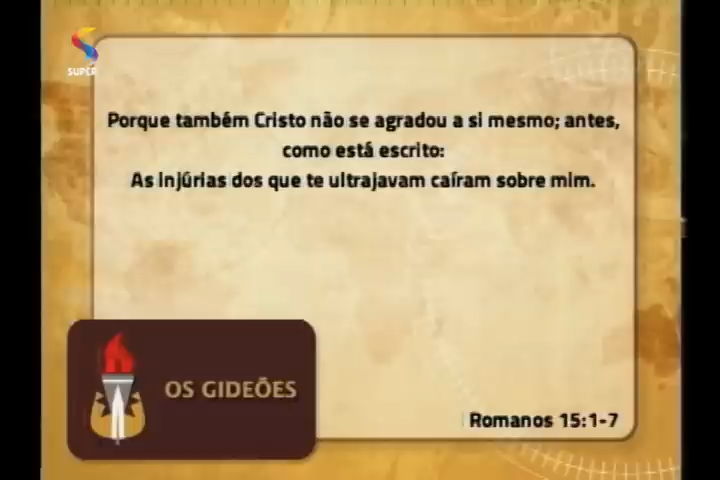 SUPER
Porque também Cristo não se agradou a si mesmo; antes,
como está escrito:
As injúrias dos que te ultrajavam caíram sobre mim.
OS GIDEÕES
Romanos 15:1-7